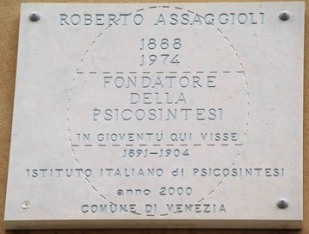 ROBERTO ASSAGGIOLI
1888
1974
FONDATORE
DELLA
PSICOSINTESI
IN GIOVENTÙ QUI VISSE
1891-1904
ISTITUTO ITALIANO di PSICOSINTESI
anno 2000
COMUNE DI VENEZIA